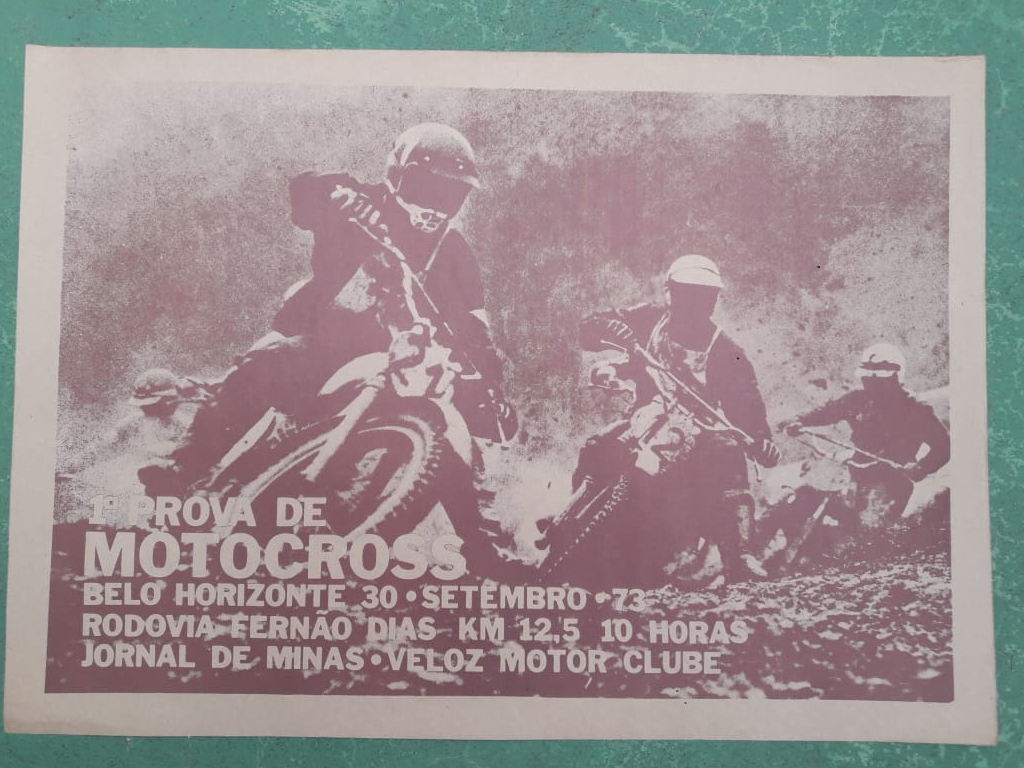 1ª PROVA DE
MOTOCROSS
BELO HORIZONTE 30 • SETEMBRO • 73
RODOVIA FERNÃO DIAS KM 12,5 10 HORAS
JORNAL DE MINAS • VELOZ MOTOR CLUBE